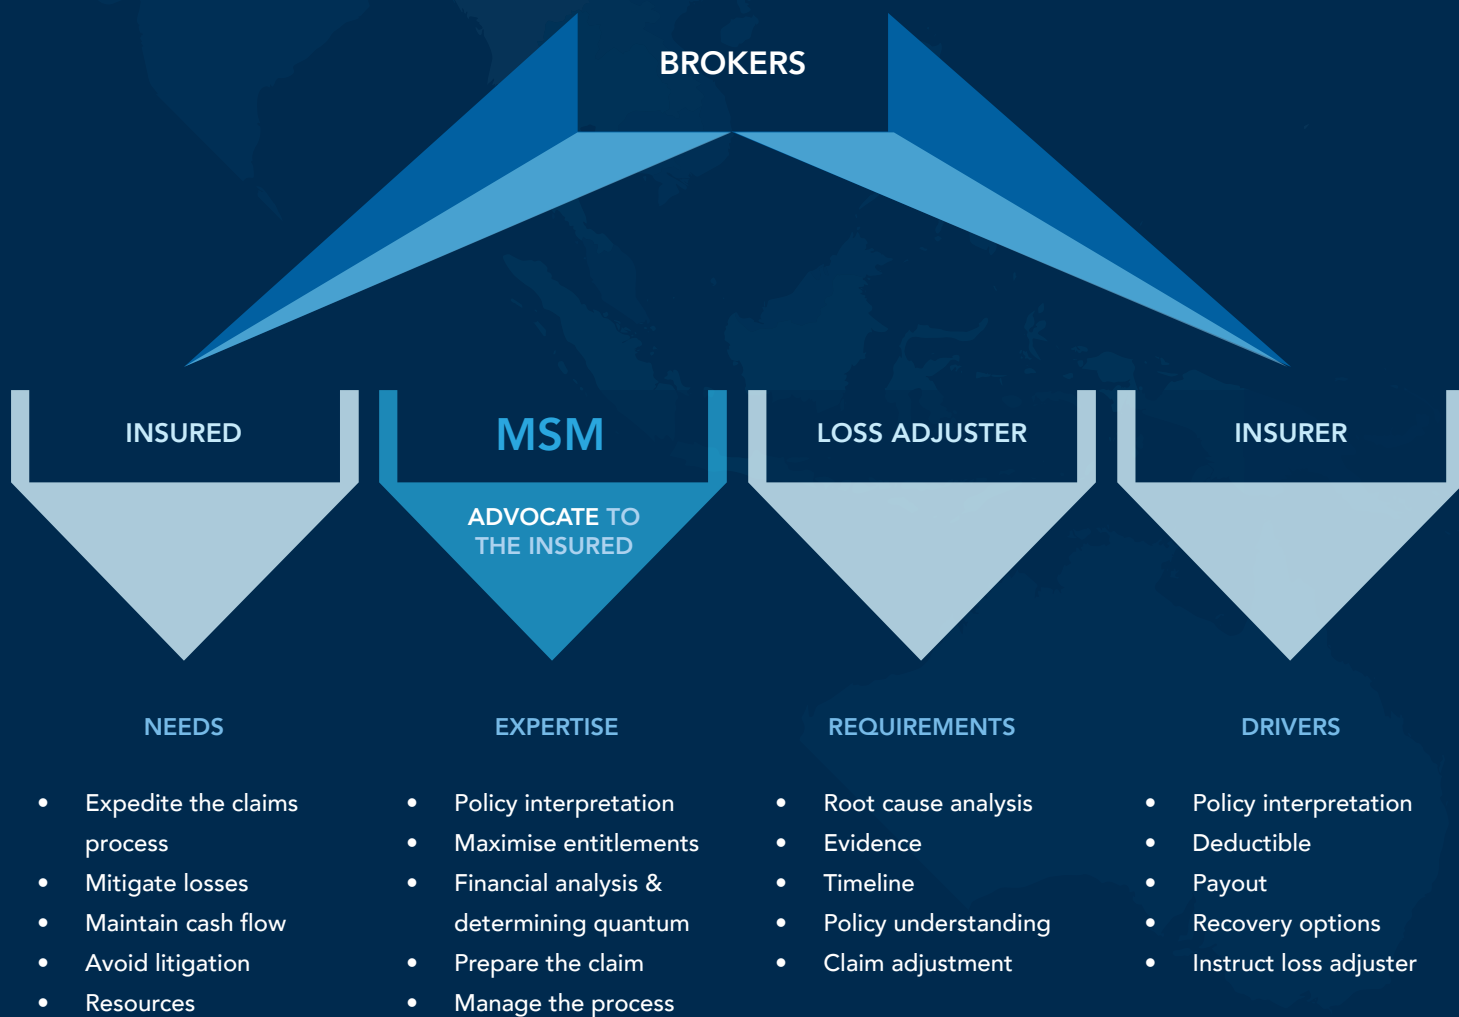 BROKERS
INSURED
MSM
LOSS ADJUSTER
INSURER
ADVOCATE TO
THE INSURED
NEEDS
• Expedite the claims
process
• Mitigate losses
• Maintain cash flow
• Avoid litigation
• Resources
EXPERTISE
• Policy interpretation
• Maximise entitlements
• Financial analysis &
determining quantum
• Prepare the claim
• Manage the process
REQUIREMENTS
• Root cause analysis
• Evidence
• Timeline
• Policy understanding
• Claim adjustment
DRIVERS
• Policy interpretation
• Deductible
• Payout
• Recovery options
• Instruct loss adjuster